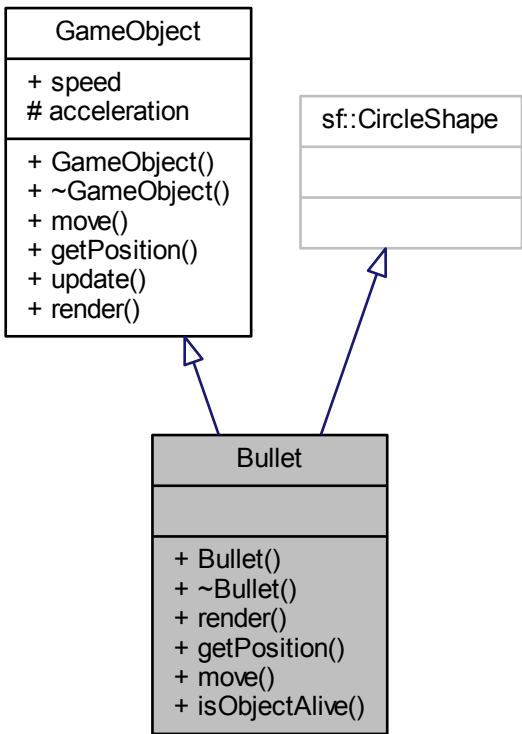 GameObject
+ speed
# acceleration
+ GameObject()
+ ~GameObject()
+ move()
+ getPosition()
+ update()
+ render()
sf::CircleShape
Bullet
+ Bullet()
+ ~Bullet()
+ render()
+ getPosition()
+ move()
+ isObjectAlive()